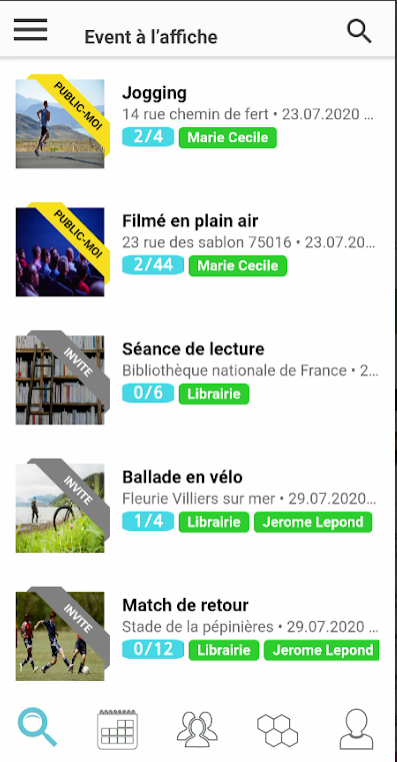 Event à l'affiche
PUBLIC-MOI
Jogging
14 rue chemin de fert • 23.07.2020 ...
2/4 Marie Cecile
PUBLIC-MOI
Filmé en plain air
23 rue des sablon 75016 • 23.07.20...
2/44 Marie Cecile
INVITE
Séance de lecture
Bibliothèque nationale de France • 2...
0/6 Librairie
INVITE
Ballade en vélo
Fleurie Villiers sur mer • 29.07.2020...
1/4 Librairie Jerome Lepond
INVITE
Match de retour
Stade de la pépinières • 29.07.2020 ...
0/12 Librairie Jerome Lepond